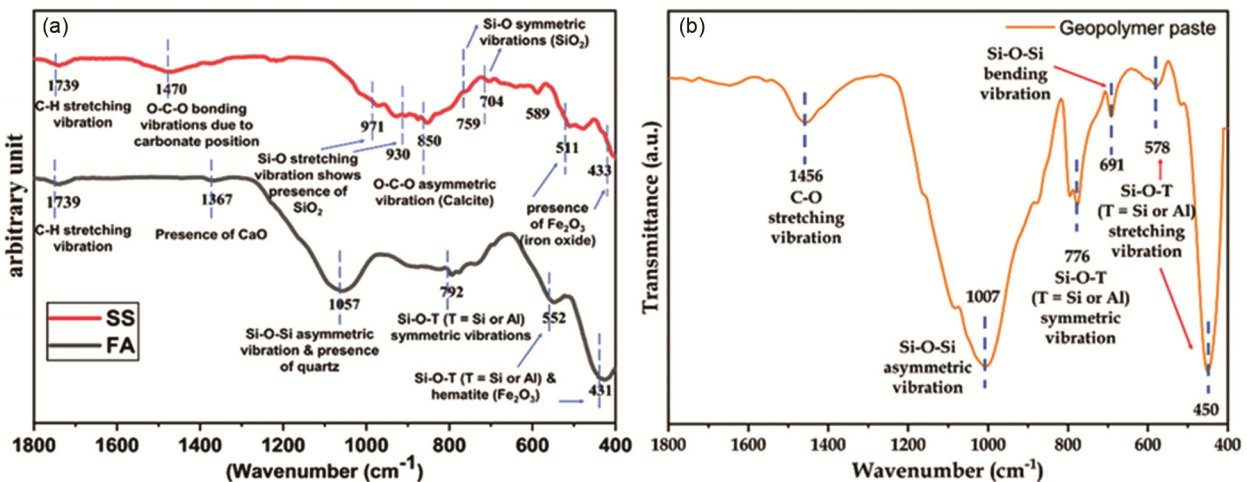 (a)
Si-O symmetric
vibrations (SiO2)
1739
1470
C-H stretching
vibration
O-C-O bonding
vibrations due to
carbonate position
971
930
850
759
704
589
511
433
Si-O stretching
vibration shows
presence of
SiO2
O-C-O asymmetric
vibration (Calcite)
presence
of Fe2O3
(iron oxide)
1739
1367
C-H stretching
vibration
Presence of CaO
1057
792
552
431
Si-O-Si asymmetric
vibration & presence
of quartz
Si-O-T (T = Si or Al)
symmetric vibrations
Si-O-T (T = Si or Al) &
hematite (Fe2O3)
SS
FA
arbitrary unit
1800 1600 1400 1200 1000 800 600 400
(Wavenumber (cm-1)
(b)
Geopolymer paste
Si-O-Si
bending
vibration
1456
C-O
stretching
vibration
691
578
Si-O-T
(T = Si or Al)
stretching
vibration
776
Si-O-T
(T = Si or Al)
symmetric
vibration
1007
Si-O-Si
asymmetric
vibration
450
Transmittance (a.u.)
1800 1600 1400 1200 1000 800 600 400
Wavenumber (cm-1)